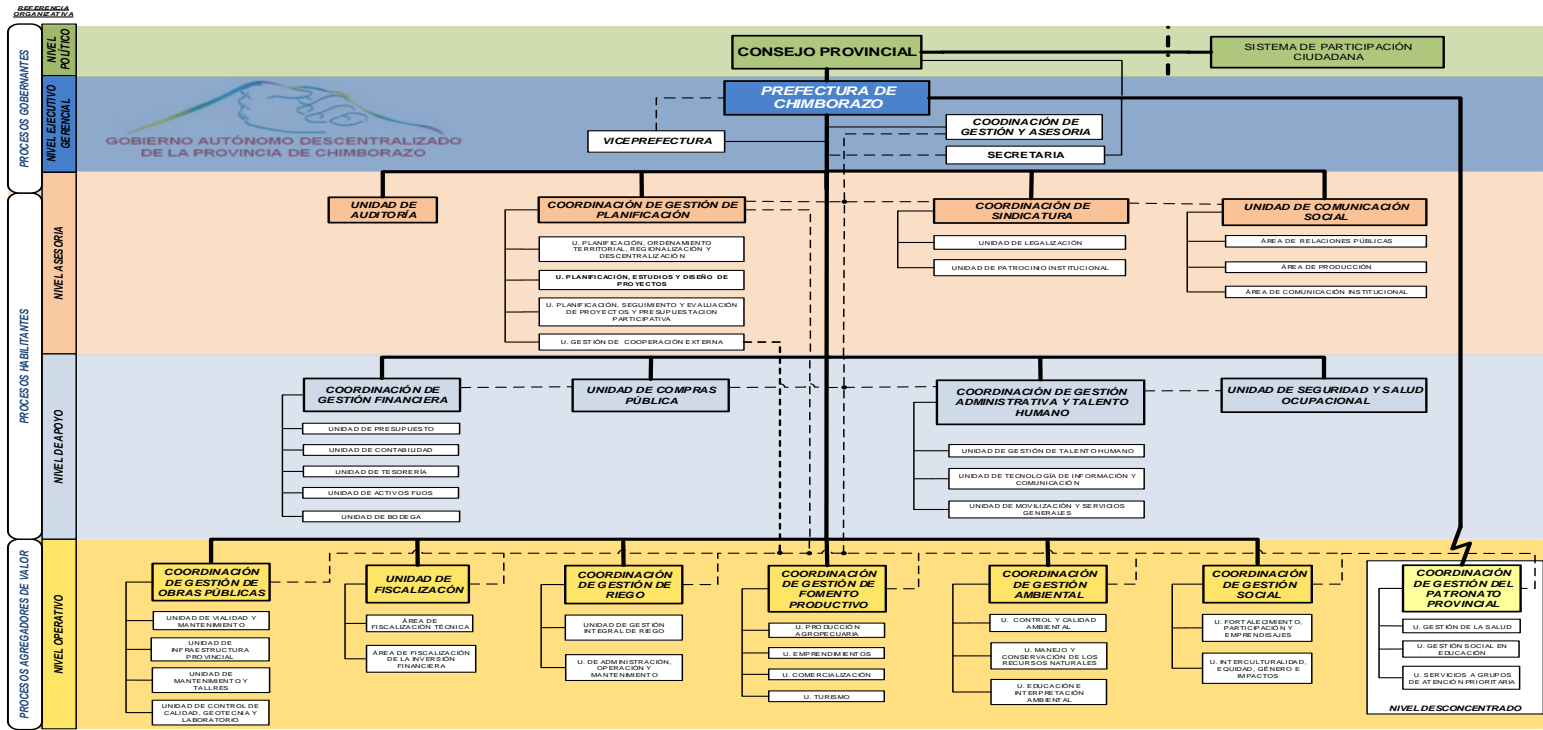 REFERENCIA
ORGANIZATIVA
PROCESOS GOBERNANTES
NIVEL
POLÍTICO
CONSEJO PROVINCIAL
SISTEMA DE PARTICIPACIÓN
CIUDADANA
NIVEL EJECUTIVO
GERENCIAL
GOBIERNO AUTÓNOMO DESCENTRALIZADO
DE LA PROVINCIA DE CHIMBORAZO
PREFECTURA DE
CHIMBORAZO
VICEPREFECTURA
COODINACIÓN DE
GESTIÓN Y ASESORIA
SECRETARIA
PROCESOS HABILITANTES
NIVEL ASESORIA
UNIDAD DE
AUDITORÍA
COORDINACIÓN DE GESTIÓN DE
PLANIFICACIÓN
U. PLANIFICACIÓN, ORDENAMIENTO
TERRITORIAL, REGIONALIZACIÓN Y
DESCENTRALIZACIÓN
U. PLANIFICACIÓN, ESTUDIOS Y DISEÑO DE
PROYECTOS
U. PLANIFICACIÓN, SEGUIMIENTO Y EVALUACIÓN
DE PROYECTOS Y PRESUPUESTACION
PARTICIPATIVA
U. GESTIÓN DE COOPERACIÓN EXTERNA
COORDINACIÓN DE
SINDICATURA
UNIDAD DE LEGALIZACIÓN
UNIDAD DE PATROCINIO INSTITUCIONAL
UNIDAD DE COMUNICACIÓN
SOCIAL
ÁREA DE RELACIONES PÚBLICAS
ÁREA DE PRODUCCIÓN
ÁREA DE COMUNICACIÓN INSTITUCIONAL
NIVEL DE APOYO
COORDINACIÓN DE
GESTIÓN FINANCIERA
UNIDAD DE PRESUPUESTO
UNIDAD DE CONTABILIDAD
UNIDAD DE TESORERÍA
UNIDAD DE ACTIVOS FIJOS
UNIDAD DE BODEGA
UNIDAD DE COMPRAS
PÚBLICA
COORDINACIÓN DE GESTIÓN
ADMINISTRATIVA Y TALENTO
HUMANO
UNIDAD DE GESTIÓN DE TALENTO HUMANO
UNIDAD DE TECNOLOGÍA DE INFORMACIÓN Y
COMUNICACIÓN
UNIDAD DE MOVILIZACIÓN Y SERVICIOS
GENERALES
UNIDAD DE SEGURIDAD Y SALUD
OCUPACIONAL
PROCESOS AGREGADORES DE VALOR
NIVEL OPERATIVO
COORDINACIÓN
DE GESTIÓN DE
OBRAS PÚBLICAS
UNIDAD DE VIALIDAD Y
MANTENIMIENTO
UNIDAD DE
INFRAESTRUCTURA
PROVINCIAL
UNIDAD DE
MANTENIMIENTO Y
TALLRES
UNIDAD DE CONTROL DE
CALIDAD, GEOTECNIA Y
LABORATORIO
UNIDAD DE
FISCALIZACÓN
ÁREA DE
FISCALIZACIÓN TÉCNICA
ÁREA DE FISCALIZACIÓN
DE LA INVERSIÓN
FINANCIERA
COORDINACIÓN
DE GESTIÓN DE
RIEGO
UNIDAD DE GESTIÓN
INTEGRAL DE RIEGO
U. DE ADMINISTRACIÓN,
OPERACIÓN Y
MANTENIMIENTO
COORDINACIÓN
DE GESTIÓN DE
FOMENTO
PRODUCTIVO
U. PRODUCCIÓN
AGROPECUARIA
U. EMPRENDIMIENTOS
U. COMERCIALIZACIÓN
U. TURISMO
COORDINACIÓN
DE GESTIÓN
AMBIENTAL
U. CONTROL Y CALIDAD
AMBIENTAL
U. MANEJO Y
CONSERVACIÓN DE LOS
RECURSOS NATURALES
U. EDUCACIÓN E
INTERPRETACIÓN
AMBIENTAL
COORDINACIÓN
DE GESTIÓN
SOCIAL
U. FORTALECIMIENTO,
PARTICIPACIÓN Y
EMPRENDISAJES
U. INTERCULTURALIDAD,
EQUIDAD, GÉNERO E
IMPACTOS
COORDINACIÓN
DE GESTIÓN DEL
PATRONATO
PROVINCIAL
U. GESTIÓN DE LA SALUD
U. GESTIÓN SOCIAL EN
EDUCACIÓN
U. SERVICIOS A GRUPOS
DE ATENCIÓN PRIORITARIA
NIVEL DESCONCENTRADO